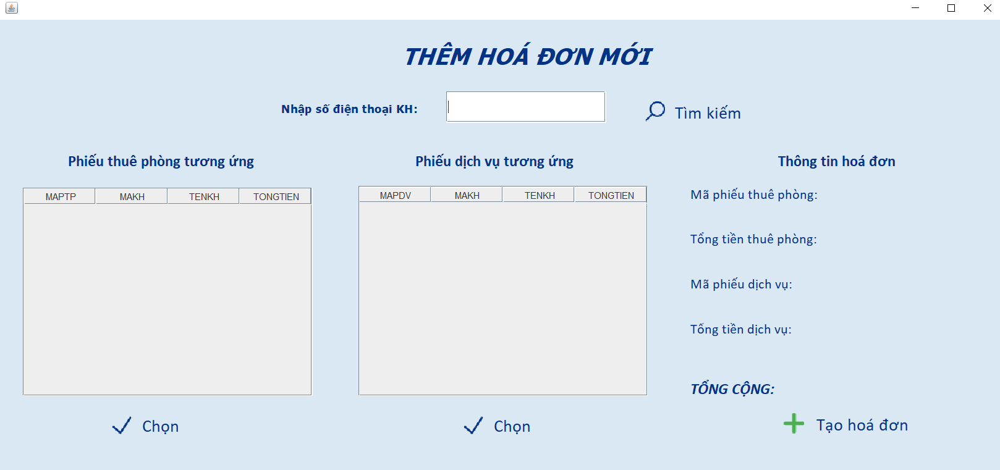 THÊM HOÁ ĐƠN MỚI
Nhập số điện thoại KH:
Tìm kiếm
Phiếu thuê phòng tương ứng
MAPTP MAKH TENKH TONGTIEN
Chọn
Phiếu dịch vụ tương ứng
MAPDV MAKH TENKH TONGTIEN
Chọn
Thông tin hoá đơn
Mã phiếu thuê phòng:
Tổng tiền thuê phòng:
Mã phiếu dịch vụ:
Tống tiền dịch vụ:
TỔNG CỘNG:
Tạo hoá đơn